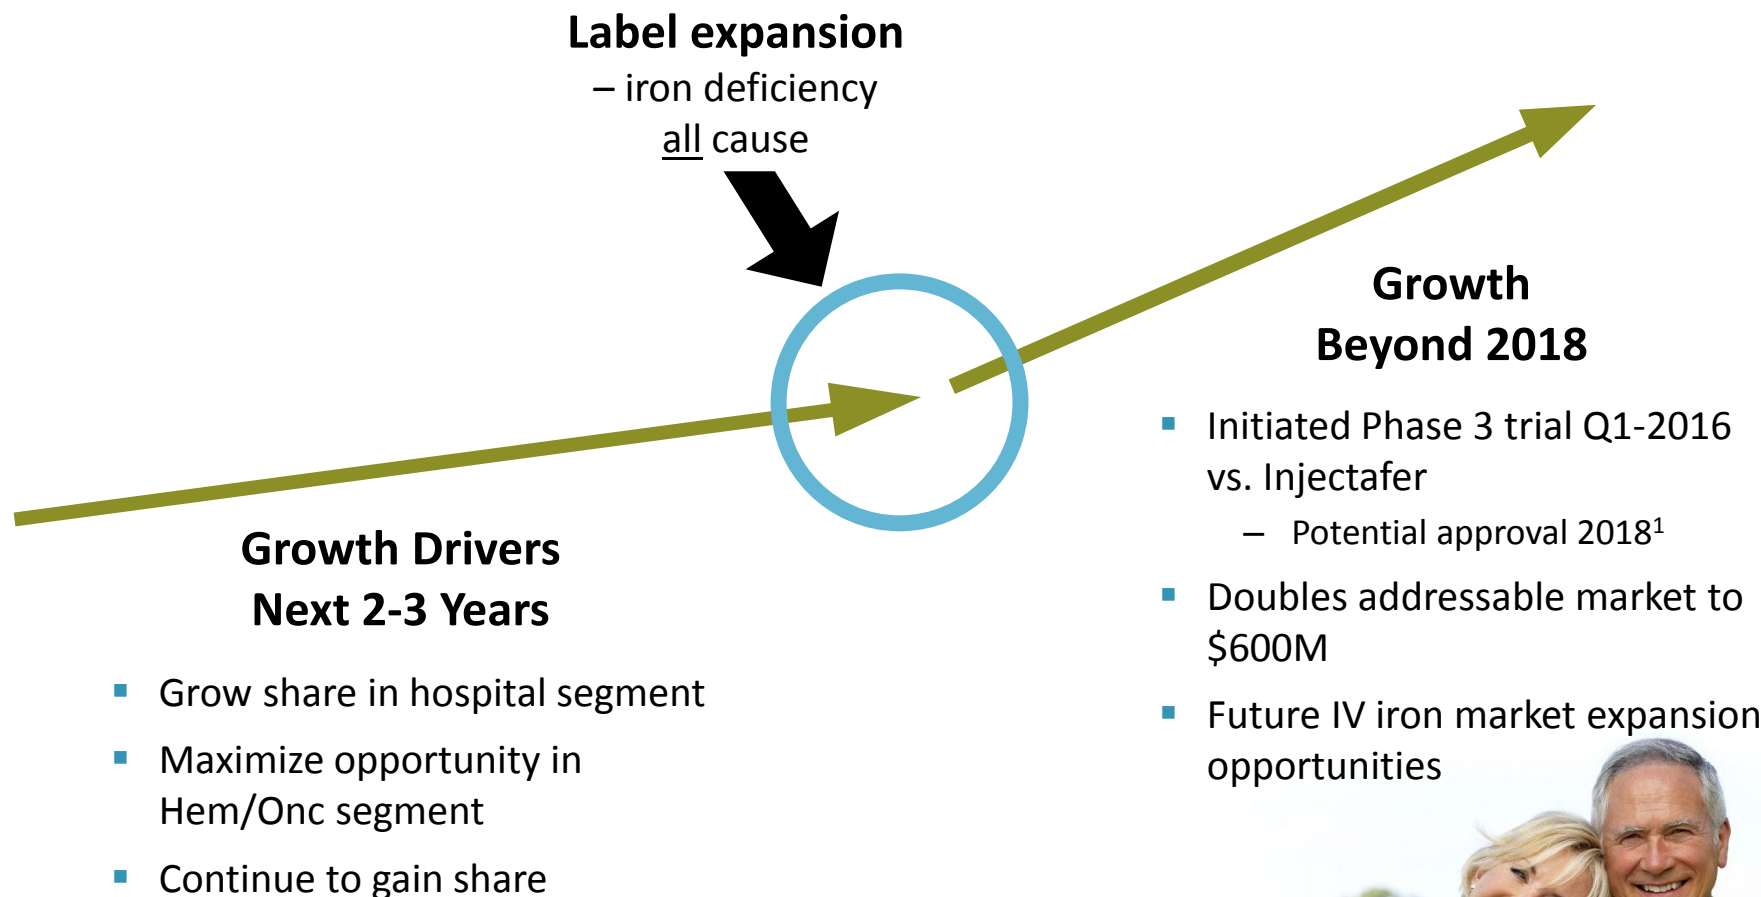 Label expansion
– iron deficiency
all cause
Growth Drivers
Next 2-3 Years
▪ Grow share in hospital segment
▪ Maximize opportunity in
Hem/Onc segment
▪ Continue to gain share
Growth
Beyond 2018
▪ Initiated Phase 3 trial Q1-2016
vs. Injectafer
– Potential approval 2018¹
▪ Doubles addressable market to
$600M
▪ Future IV iron market expansion
opportunities